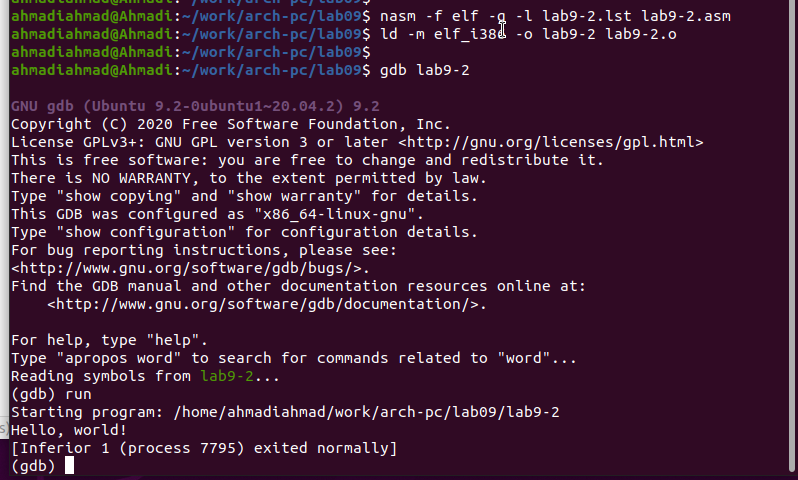 ahmadiahmad@Ahmadi:~/work/arch-pc/lab09$ nasm -f elf -g -l lab9-2.lst lab9-2.asm
ahmadiahmad@Ahmadi:~/work/arch-pc/lab09$ ld -m elf_i386 -o lab9-2 lab9-2.o
ahmadiahmad@Ahmadi:~/work/arch-pc/lab09$
ahmadiahmad@Ahmadi:~/work/arch-pc/lab09$ gdb lab9-2
GNU gdb (Ubuntu 9.2-0ubuntu1~20.04.2) 9.2
Copyright (C) 2020 Free Software Foundation, Inc.
License GPLv3+: GNU GPL version 3 or later <http://gnu.org/licenses/gpl.html>
This is free software: you are free to change and redistribute it.
There is NO WARRANTY, to the extent permitted by law.
Type "show copying" and "show warranty" for details.
This GDB was configured as "x86_64-linux-gnu".
Type "show configuration" for configuration details.
For bug reporting instructions, please see:
<http://www.gnu.org/software/gdb/bugs/>.
Find the GDB manual and other documentation resources online at:
    <http://www.gnu.org/software/gdb/documentation/>.
For help, type "help".
Type "apropos word" to search for commands related to "word"...
Reading symbols from lab9-2...
(gdb) run
Starting program: /home/ahmadiahmad/work/arch-pc/lab09/lab9-2
Hello, world!
[Inferior 1 (process 7795) exited normally]
(gdb)